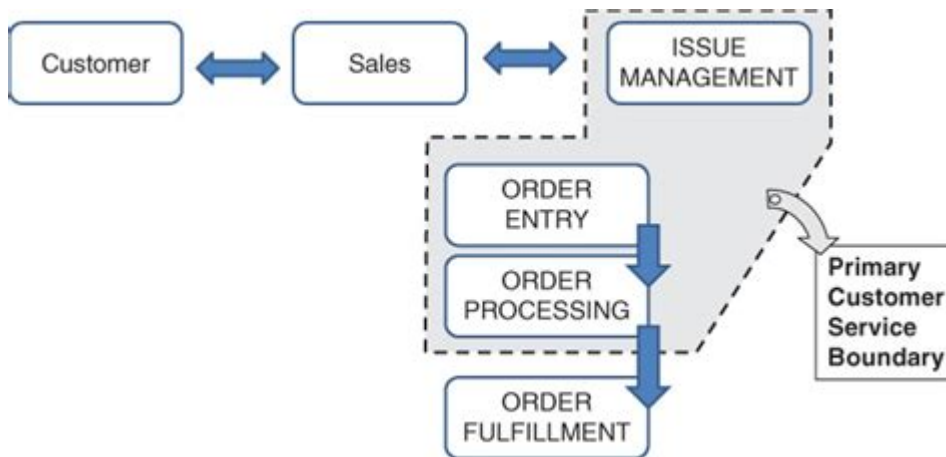 Customer
Sales
ISSUE
MANAGEMENT
ORDER
ENTRY
ORDER
PROCESSING
ORDER
FULFILLMENT
Primary
Customer
Service
Boundary